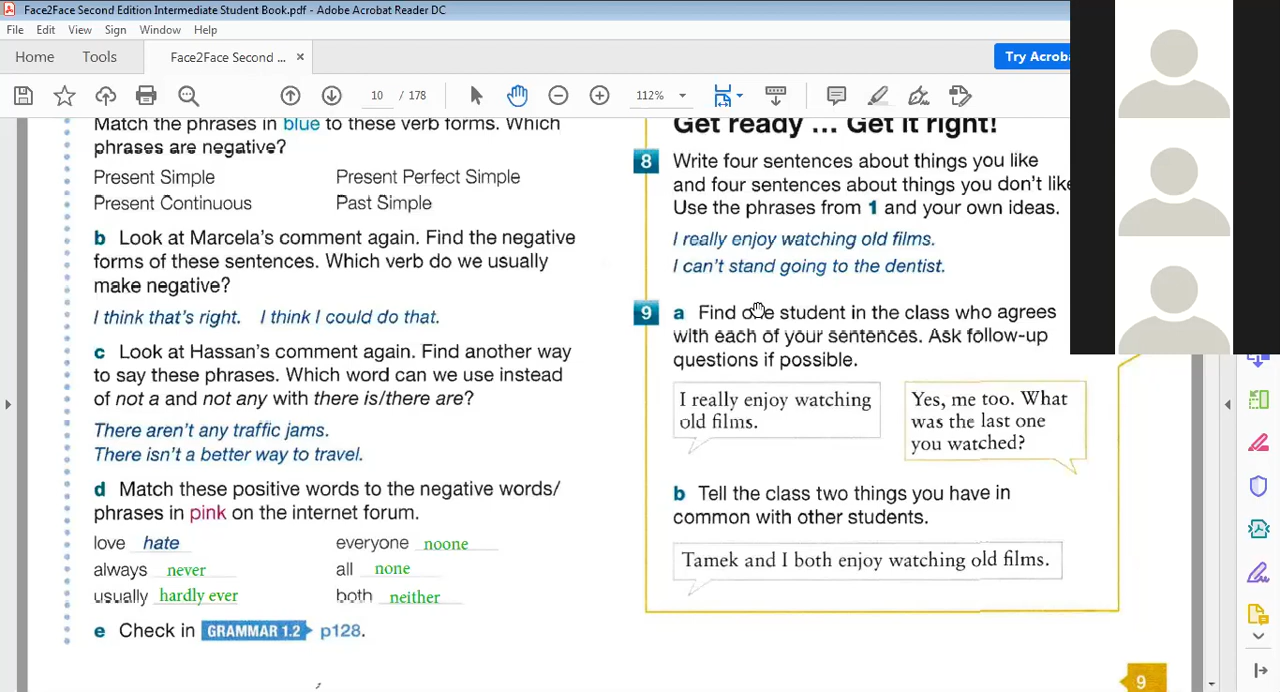 Face2Face Second Edition Intermediate Student Book.pdf - Adobe Acrobat Reader DC
File Edit View Sign Window Help
Home Tools Face2Face Second ... × Try Acroba
10 / 178 112%
Match the phrases in blue to these verb forms. Which
phrases are negative?
Present Simple Present Perfect Simple
Present Continuous Past Simple
b Look at Marcela's comment again. Find the negative
forms of these sentences. Which verb do we usually
make negative?
I think that's right. I think I could do that.
c Look at Hassan's comment again. Find another way
to say these phrases. Which word can we use instead
of not a and not any with there is/there are?
There aren't any traffic jams.
There isn't a better way to travel.
d Match these positive words to the negative words/
phrases in pink on the internet forum.
love hate everyone noone
always never all none
usually hardly ever both neither
e Check in GRAMMAR 1.2 p128.
Get ready ... Get it right!
8 Write four sentences about things you like
and four sentences about things you don't like
Use the phrases from 1 and your own ideas.
I really enjoy watching old films.
I can't stand going to the dentist.
9 a Find one student in the class who agrees
with each of your sentences. Ask follow-up
questions if possible.
I really enjoy watching
old films.
Yes, me too. What
was the last one
you watched?
b Tell the class two things you have in
common with other students.
Tamek and I both enjoy watching old films.
9